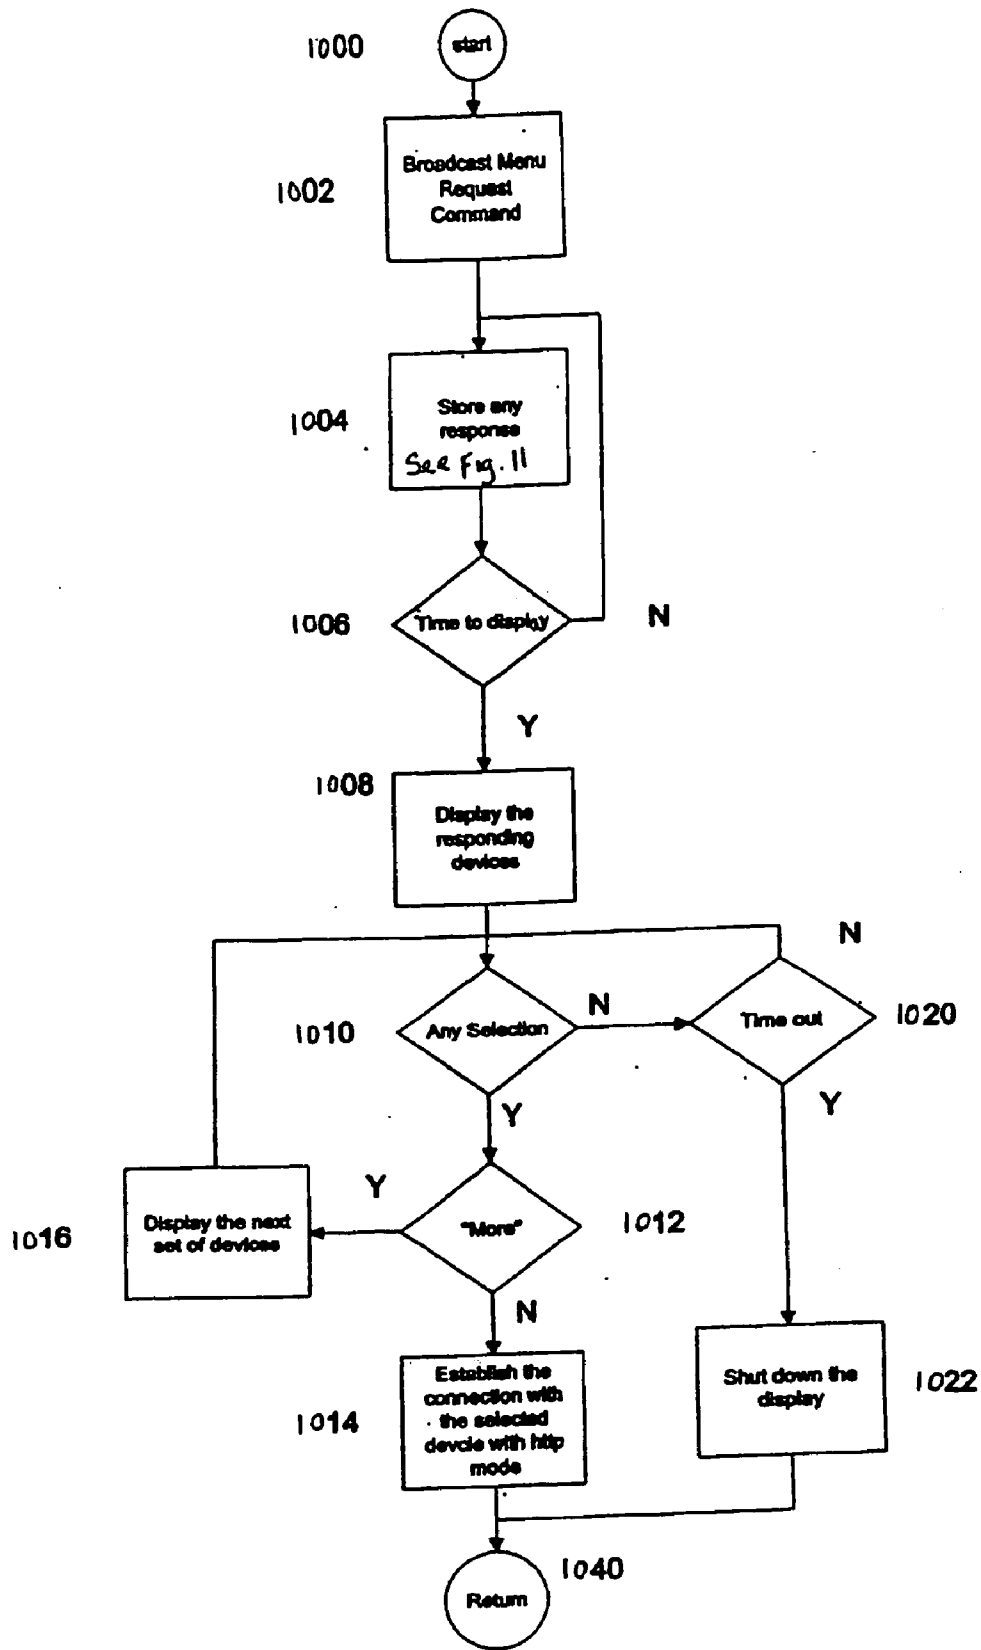 1000
start
1002
Broadcast Menu
Request
Command
1004
Store any
response
See Fig. 11
1006
Time to display
N
Y
1008
Display the
responding
devices
N
1010
Any Selection
N
Time out
1020
Y
Y
Y
1016
Display the next
set of devices
"More"
1012
N
1014
Establish the
connection with
the selected
devcie with http
mode
Shut down the
display
1022
1040
Return